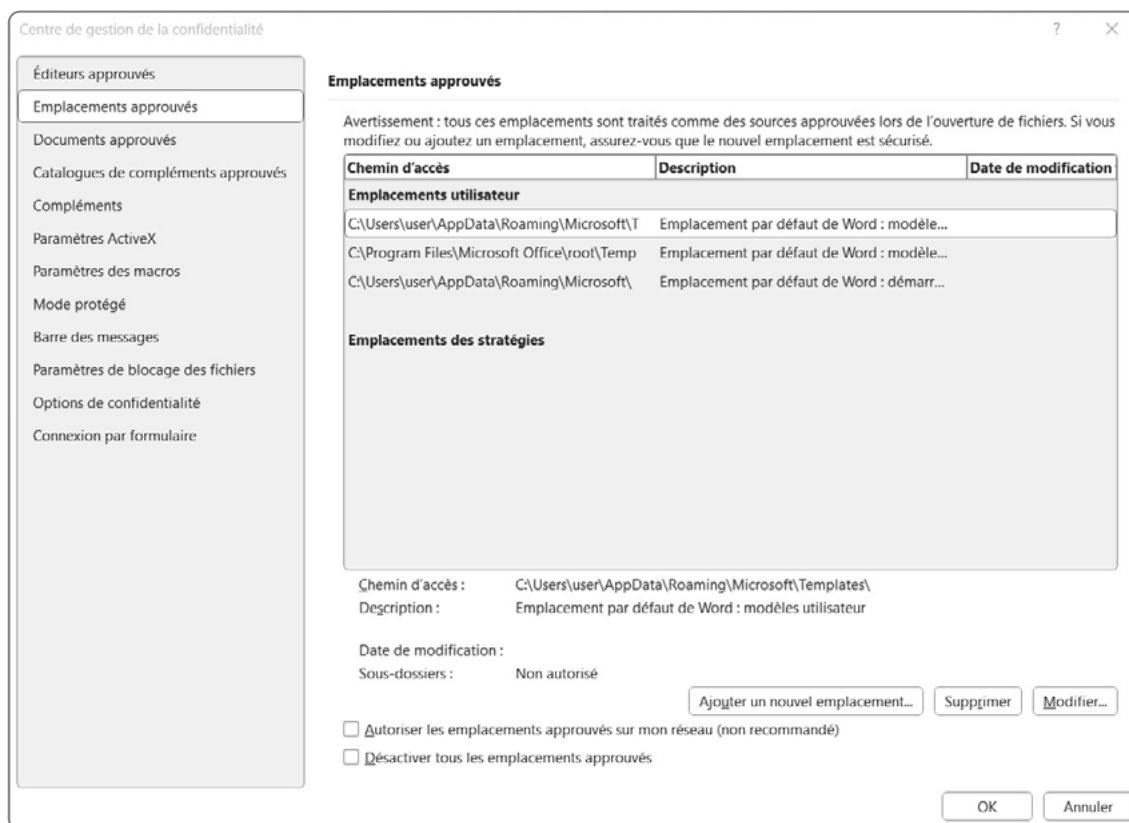 Centre de gestion de la confidentialité
?
Éditeurs approuvés
Emplacements approuvés
Documents approuvés
Catalogues de compléments approuvés
Compléments
Paramètres ActiveX
Paramètres des macros
Mode protégé
Barre des messages
Paramètres de blocage des fichiers
Options de confidentialité
Connexion par formulaire
Emplacements approuvés
Avertissement : tous ces emplacements sont traités comme des sources approuvées lors de l'ouverture de fichiers. Si vous
modifiez ou ajoutez un emplacement, assurez-vous que le nouvel emplacement est sécurisé.
Chemin d'accès Description Date de modification
Emplacements utilisateur
C:\Users\user\AppData\Roaming\Microsoft\T Emplacement par défaut de Word : modèle...
C:\Program Files\Microsoft Office\root\Temp Emplacement par défaut de Word : modèle...
C:\Users\user\AppData\Roaming\Microsoft\ Emplacement par défaut de Word : démarr...
Emplacements des stratégies
Chemin d'accès : C:\Users\user\AppData\Roaming\Microsoft\Templates\
Description : Emplacement par défaut de Word : modèles utilisateur
Date de modification :
Sous-dossiers : Non autorisé
Ajouter un nouvel emplacement... Supprimer Modifier...
Autoriser les emplacements approuvés sur mon réseau (non recommandé)
Désactiver tous les emplacements approuvés
OK Annuler